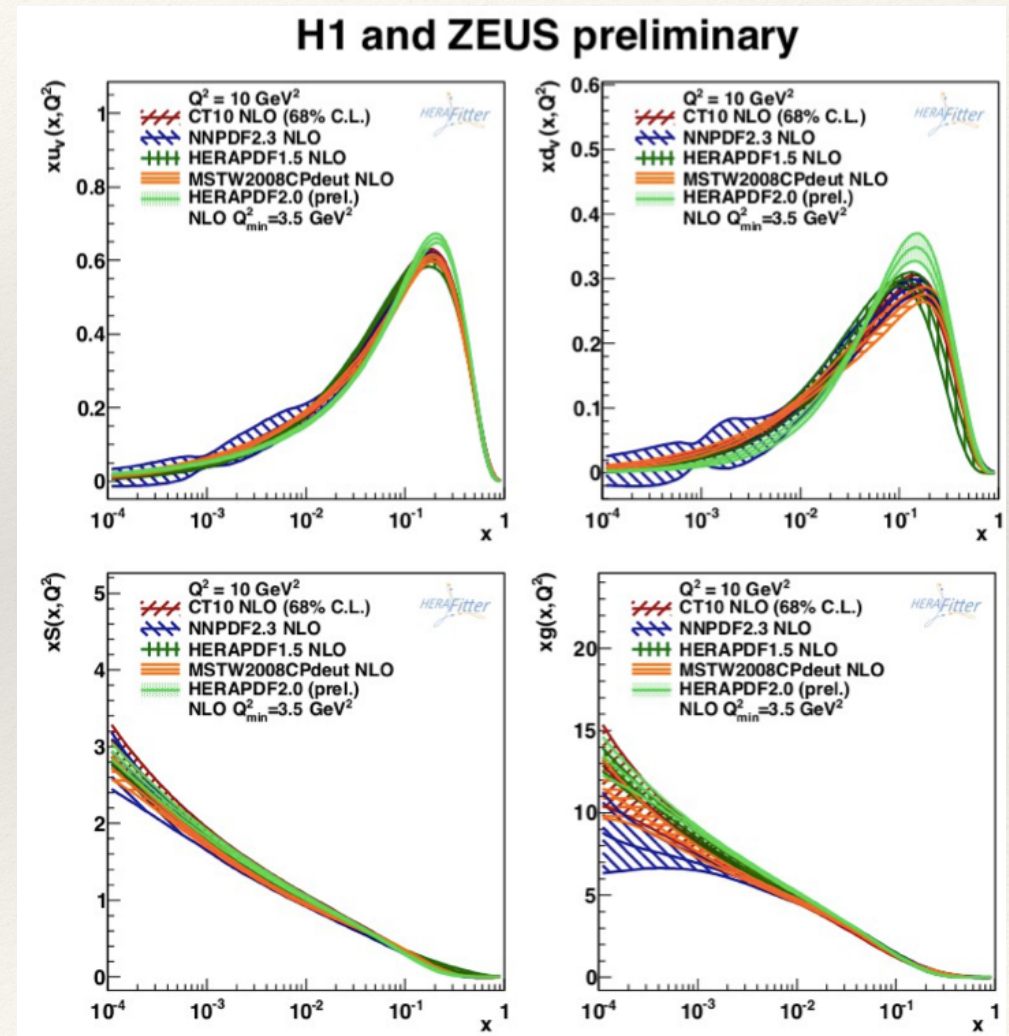 H1 and ZEUS preliminary
xu_v(x,Q²)
1
0.8
0.6
0.4
0.2
0
Q² = 10 GeV²
CT10 NLO (68% C.L.)
NNPDF2.3 NLO
HERAPDF1.5 NLO
MSTW2008CPdeut NLO
HERAPDF2.0 (prel.)
NLO Q²_min=3.5 GeV²
HERAFitter
10⁻⁴ 10⁻³ 10⁻² 10⁻¹ 1
x
xd_v(x,Q²)
0.6
0.5
0.4
0.3
0.2
0.1
0
Q² = 10 GeV²
CT10 NLO (68% C.L.)
NNPDF2.3 NLO
HERAPDF1.5 NLO
MSTW2008CPdeut NLO
HERAPDF2.0 (prel.)
NLO Q²_min=3.5 GeV²
HERAFitter
10⁻⁴ 10⁻³ 10⁻² 10⁻¹ 1
x
xS(x,Q²)
5
4
3
2
1
0
Q² = 10 GeV²
CT10 NLO (68% C.L.)
NNPDF2.3 NLO
HERAPDF1.5 NLO
MSTW2008CPdeut NLO
HERAPDF2.0 (prel.)
NLO Q²_min=3.5 GeV²
HERAFitter
10⁻⁴ 10⁻³ 10⁻² 10⁻¹ 1
x
xg(x,Q²)
20
15
10
5
0
Q² = 10 GeV²
CT10 NLO (68% C.L.)
NNPDF2.3 NLO
HERAPDF1.5 NLO
MSTW2008CPdeut NLO
HERAPDF2.0 (prel.)
NLO Q²_min=3.5 GeV²
HERAFitter
10⁻⁴ 10⁻³ 10⁻² 10⁻¹ 1
x